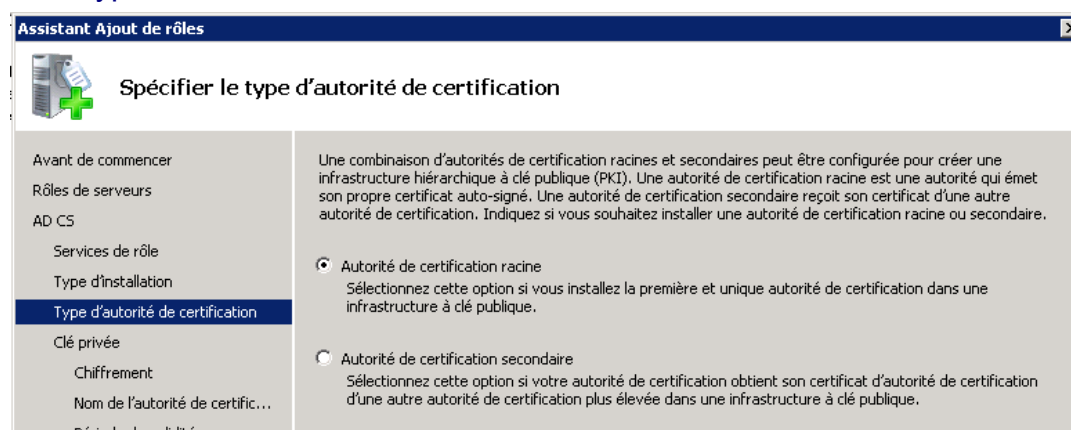 Assistant Ajout de rôles
Spécifier le type d'autorité de certification
Avant de commencer
Rôles de serveurs
AD CS
Services de rôle
Type d'installation
Type d'autorité de certification
Clé privée
Chiffrement
Nom de l'autorité de certific...
Une combinaison d'autorités de certification racines et secondaires peut être configurée pour créer une
infrastructure hiérarchique à clé publique (PKI). Une autorité de certification racine est une autorité qui émet
son propre certificat auto-signé. Une autorité de certification secondaire reçoit son certificat d'une autre
autorité de certification. Indiquez si vous souhaitez installer une autorité de certification racine ou secondaire.
Autorité de certification racine
Sélectionnez cette option si vous installez la première et unique autorité de certification dans une
infrastructure à clé publique.
Autorité de certification secondaire
Sélectionnez cette option si votre autorité de certification obtient son certificat d'autorité de certification
d'une autre autorité de certification plus élevée dans une infrastructure à clé publique.